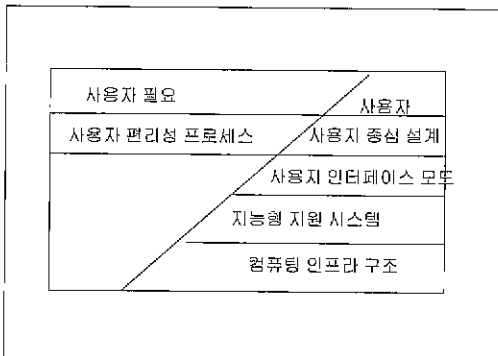 사용자 필요
사용자
사용자 편리성 프로세스
사용지 중심 설계
사용지 인터페이스 모드
지능형 지원 시스템
컴퓨팅 인프라 구조